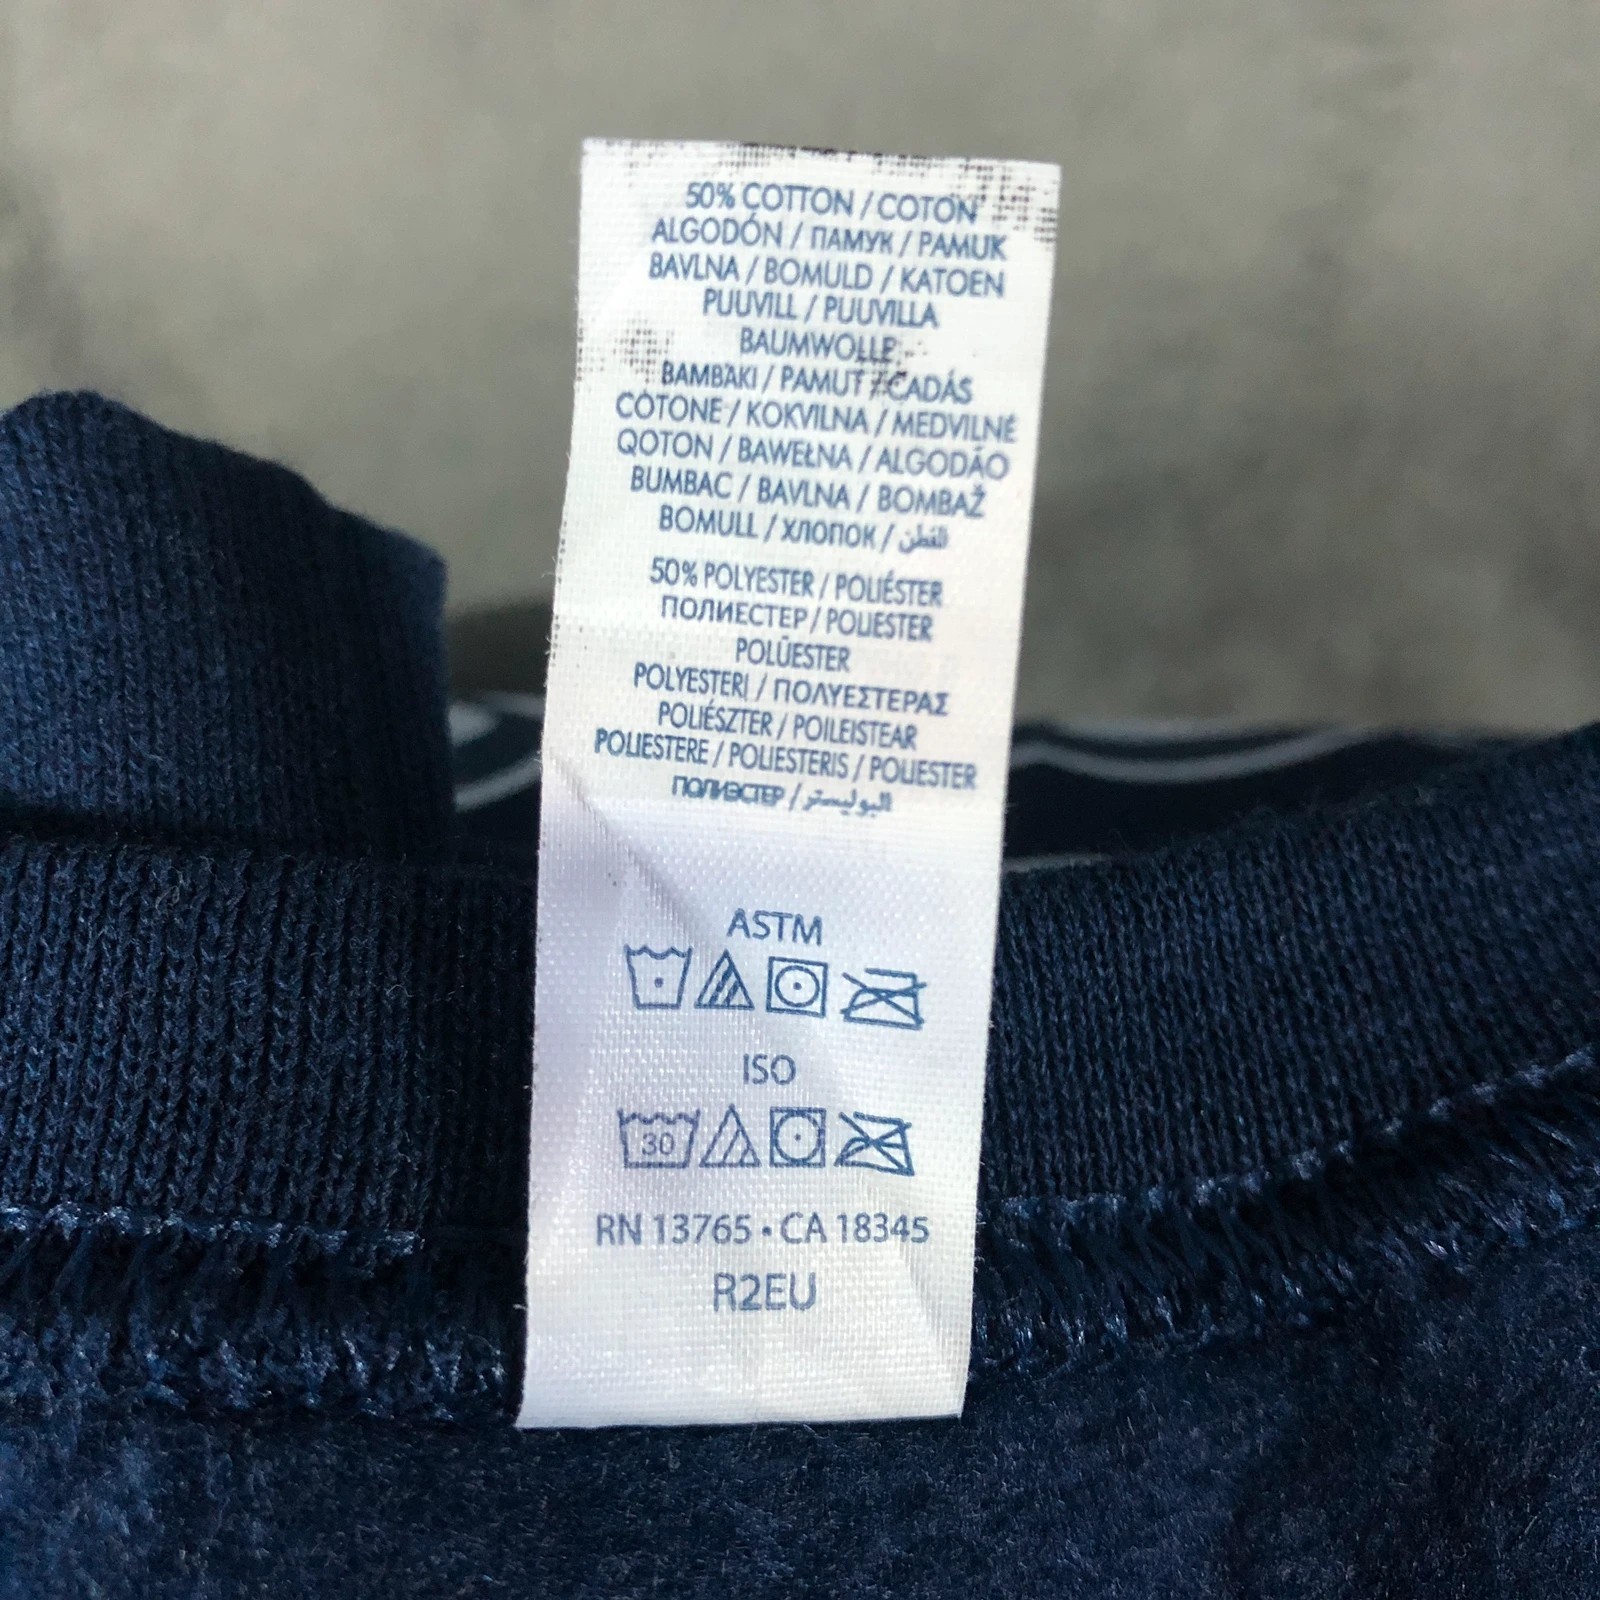 50% COTTON / COTON
ALGODÓN / ПАМУК / PAMUK
BAVLNA / BOMULD / KATOEN
PUUVILL / PUUVILLA
BAUMWOLLE
BAMBAKI / PAMUT / CADÁS
COTONE / KOKVILNA / MEDVILNÉ
QOTON / BAWEŁNA / ALGODÃO
BUMBAC / BAVLNA / BOMBAŽ
BOMULL / ХЛОПОК / القطن
50% POLYESTER / POLIÉSTER
ПОЛИЕСТЕР / POLIESTER
POLÜESTER
POLYESTERI / ΠΟΛΥΕΣΤΕΡΑΣ
POLIÉSZTER / POILEISTEAR
POLIESTERE / POLIESTERIS / POLIESTER
ПОЛИЭСТЕР / البوليستر
ASTM
ISO
30
RN 13765 • CA 18345
R2EU